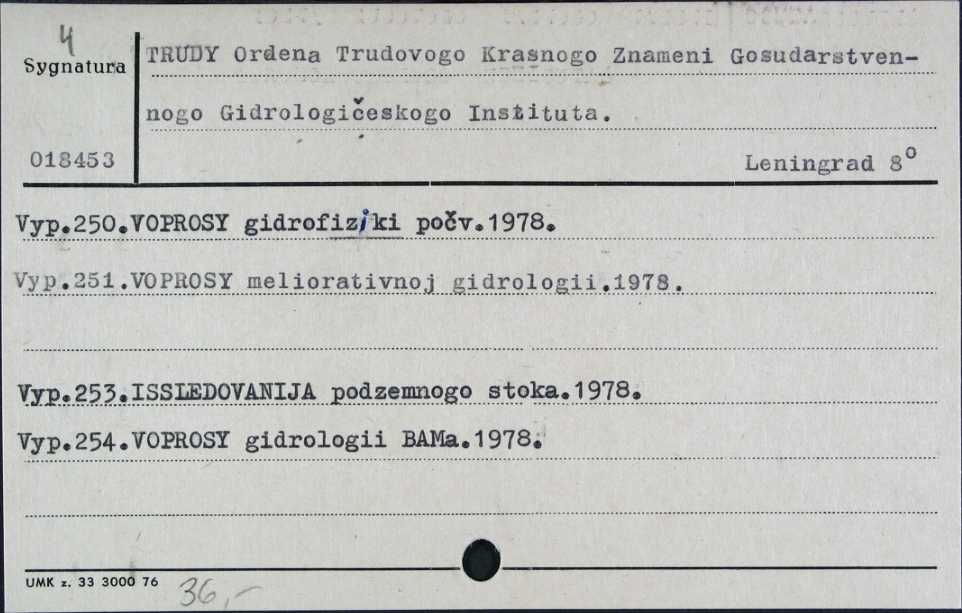 4
Sygnatura
TRUDY Ordena Trudovogo Krasnogo Znameni Gosudarstven-
nogo Gidrologičeskogo Instituta.
018453
Leningrad 8°
Vyp.250.VOPROSY gidrofiziki počv.1978.
Vyp.251.VOPROSY meliorativnoj gidrologii.1978.
Vyp.253.ISSLEDOVANIJA podzemnogo stoka.1978.
Vyp.254.VOPROSY gidrologii BAMa.1978.
UMK z. 33 3000 76
36,-